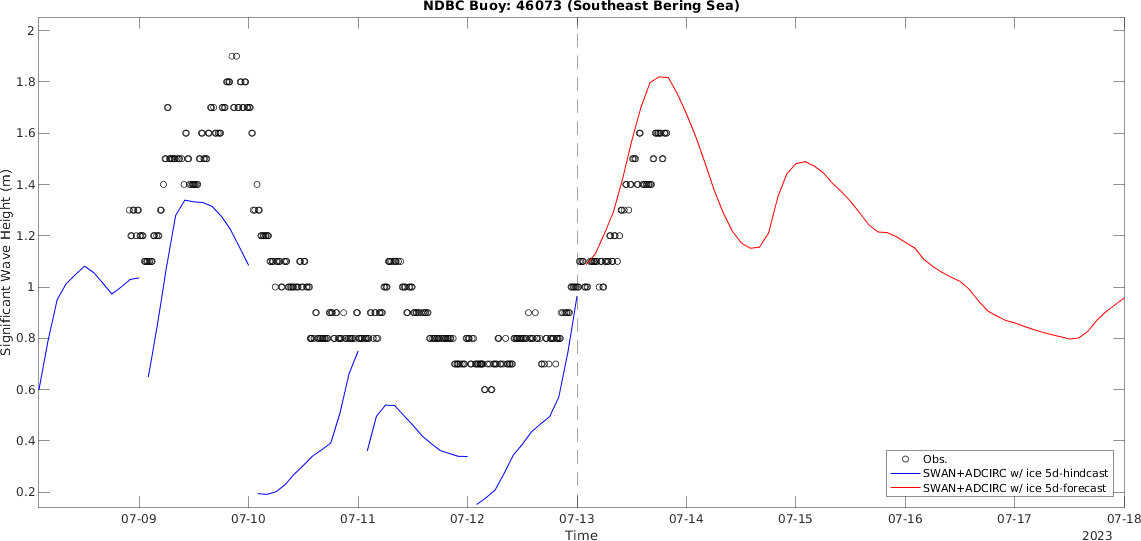 NDBC Buoy: 46073 (Southeast Bering Sea)
2
1.8
1.6
1.4
1.2
1
0.8
0.6
0.4
0.2
Significant Wave Height (m)
Obs.
SWAN+ADCIRC w/ ice 5d-hindcast
SWAN+ADCIRC w/ ice 5d-forecast
07-09 07-10 07-11 07-12 07-13 07-14 07-15 07-16 07-17 07-18
Time
2023